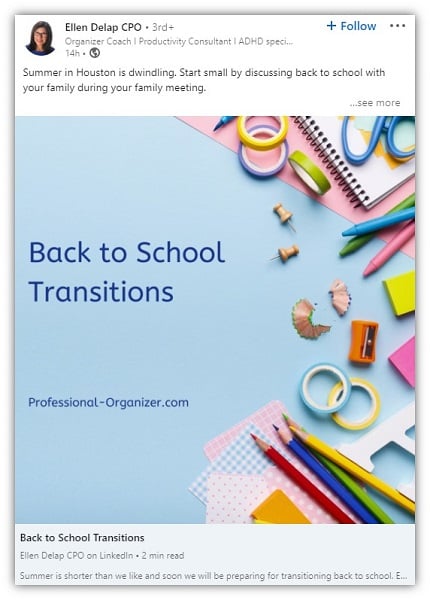 Ellen Delap CPO • 3rd+
+ Follow
Organizer Coach I Productivity Consultant I ADHD speci...
14h •
Summer in Houston is dwindling. Start small by discussing back to school with
your family during your family meeting.
...see more
Back to School
Transitions
Professional-Organizer.com
Back to School Transitions
Ellen Delap CPO on LinkedIn • 2 min read
Summer is shorter than we like and soon we will be preparing for transitioning back to school. E...